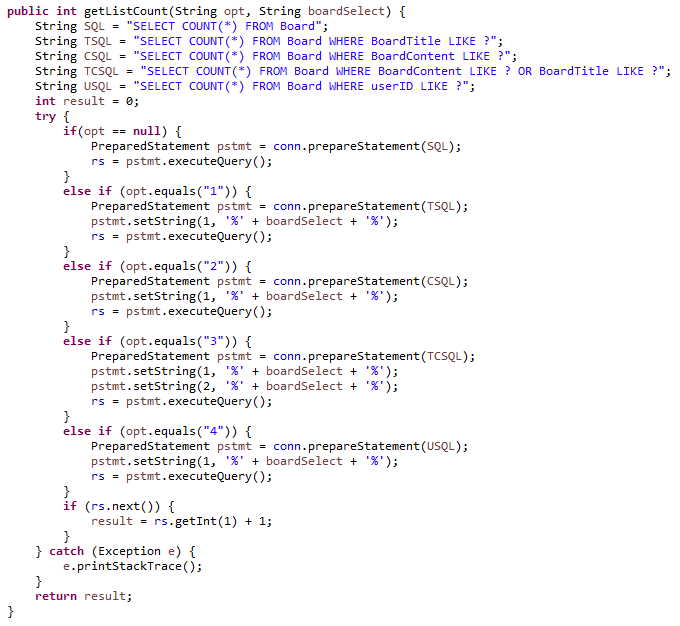 public int getListCount(String opt, String boardSelect) {
    String SQL = "SELECT COUNT(*) FROM Board";
    String TSQL = "SELECT COUNT(*) FROM Board WHERE BoardTitle LIKE ?";
    String CSQL = "SELECT COUNT(*) FROM Board WHERE BoardContent LIKE ?";
    String TCSQL = "SELECT COUNT(*) FROM Board WHERE BoardContent LIKE ? OR BoardTitle LIKE ?";
    String USQL = "SELECT COUNT(*) FROM Board WHERE userID LIKE ?";
    int result = 0;
    try {
        if(opt == null) {
            PreparedStatement pstmt = conn.prepareStatement(SQL);
            rs = pstmt.executeQuery();
        }
        else if (opt.equals("1")) {
            PreparedStatement pstmt = conn.prepareStatement(TSQL);
            pstmt.setString(1, '%' + boardSelect + '%');
            rs = pstmt.executeQuery();
        }
        else if (opt.equals("2")) {
            PreparedStatement pstmt = conn.prepareStatement(CSQL);
            pstmt.setString(1, '%' + boardSelect + '%');
            rs = pstmt.executeQuery();
        }
        else if (opt.equals("3")) {
            PreparedStatement pstmt = conn.prepareStatement(TCSQL);
            pstmt.setString(1, '%' + boardSelect + '%');
            pstmt.setString(2, '%' + boardSelect + '%');
            rs = pstmt.executeQuery();
        }
        else if (opt.equals("4")) {
            PreparedStatement pstmt = conn.prepareStatement(USQL);
            pstmt.setString(1, '%' + boardSelect + '%');
            rs = pstmt.executeQuery();
        }
        if (rs.next()) {
            result = rs.getInt(1) + 1;
        }
    } catch (Exception e) {
        e.printStackTrace();
    }
    return result;
}